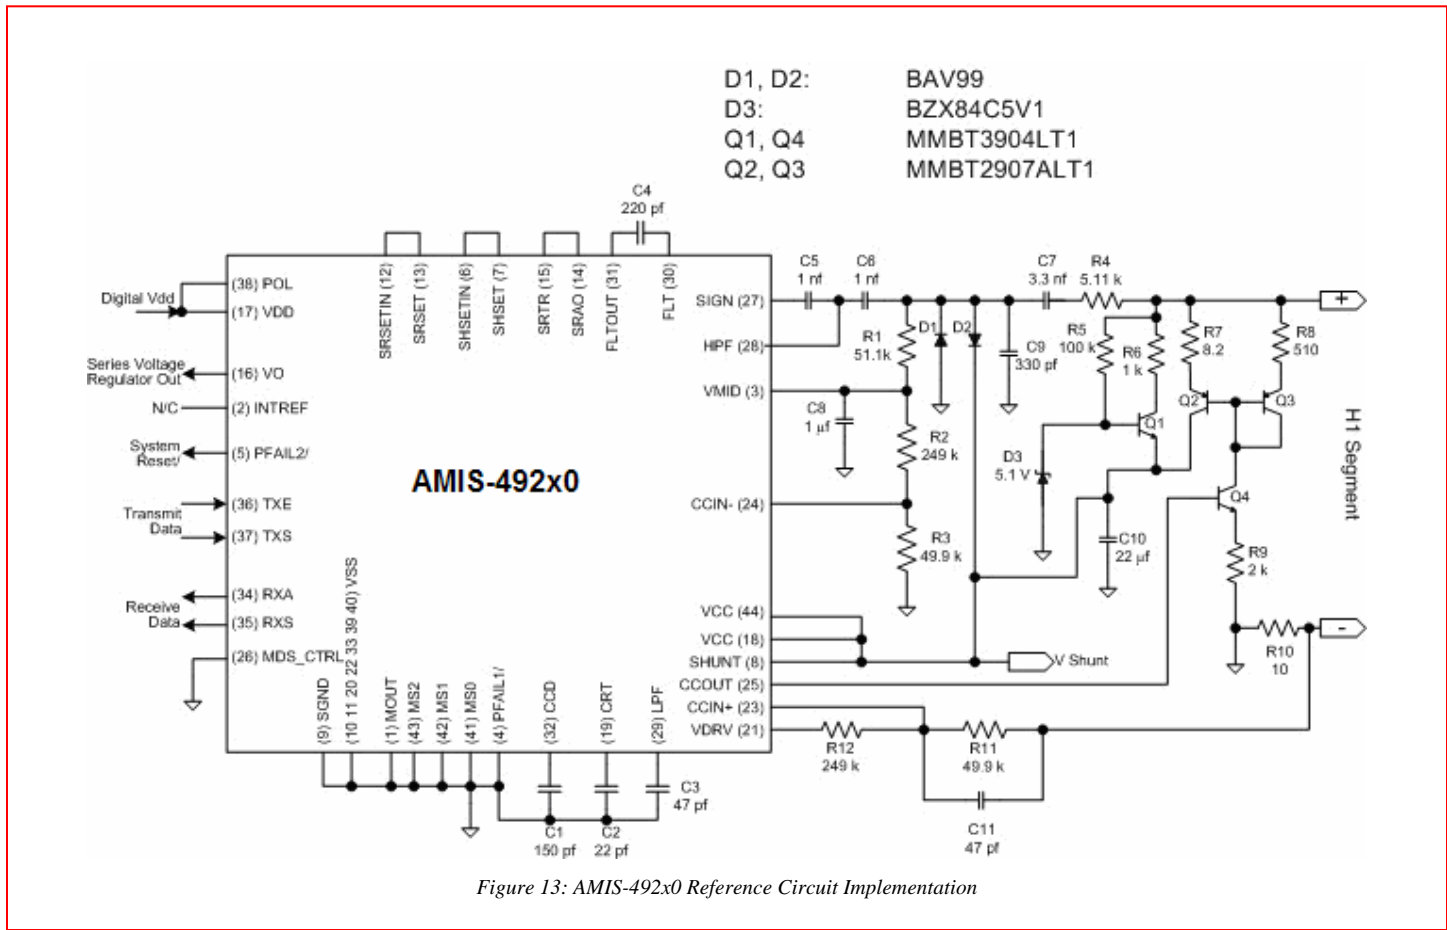 D1, D2: BAV99
D3: BZX84C5V1
Q1, Q4 MMBT3904LT1
Q2, Q3 MMBT2907ALT1
C4
220 pf
SRSETIN (12)
SRSET (13)
SHSETIN (6)
SHSET (7)
SRTR (15)
SRAO (14)
FLTOUT (31)
FLT (30)
Digital Vdd
(38) POL
(17) VDD
Series Voltage
Regulator Out
(16) VO
N/C
(2) INTREF
System
Reset/
(5) PFAIL2/
(36) TXE
Transmit
Data
(37) TXS
(34) RXA
Receive
Data
(35) RXS
(26) MDS_CTRL
AMIS-492x0
(9) SGND
(10 11 20 22 33 39 40) VSS
(1) MOUT
(43) MS2
(42) MS1
(41) MS0
(4) PFAIL1/
(32) CCD
(19) CRT
(29) LPF
C1
150 pf
C2
22 pf
C3
47 pf
SIGN (27)
HPF (28)
VMID (3)
CCIN- (24)
VCC (44)
VCC (18)
SHUNT (8)
CCOUT (25)
CCIN+ (23)
VDRV (21)
C5
1 nf
C6
1 nf
C7
3.3 nf
R4
5.11 k
R1
51.1k
D1
D2
C9
330 pf
R5
100 k
R6
1 k
R7
8.2
R8
510
Q2
Q3
Q1
C8
1 µf
R2
249 k
D3
5.1 V
Q4
R3
49.9 k
C10
22 µf
R9
2 k
H1 Segment
+
-
R10
10
V Shunt
R12
249 k
R11
49.9 k
C11
47 pf
Figure 13: AMIS-492x0 Reference Circuit Implementation